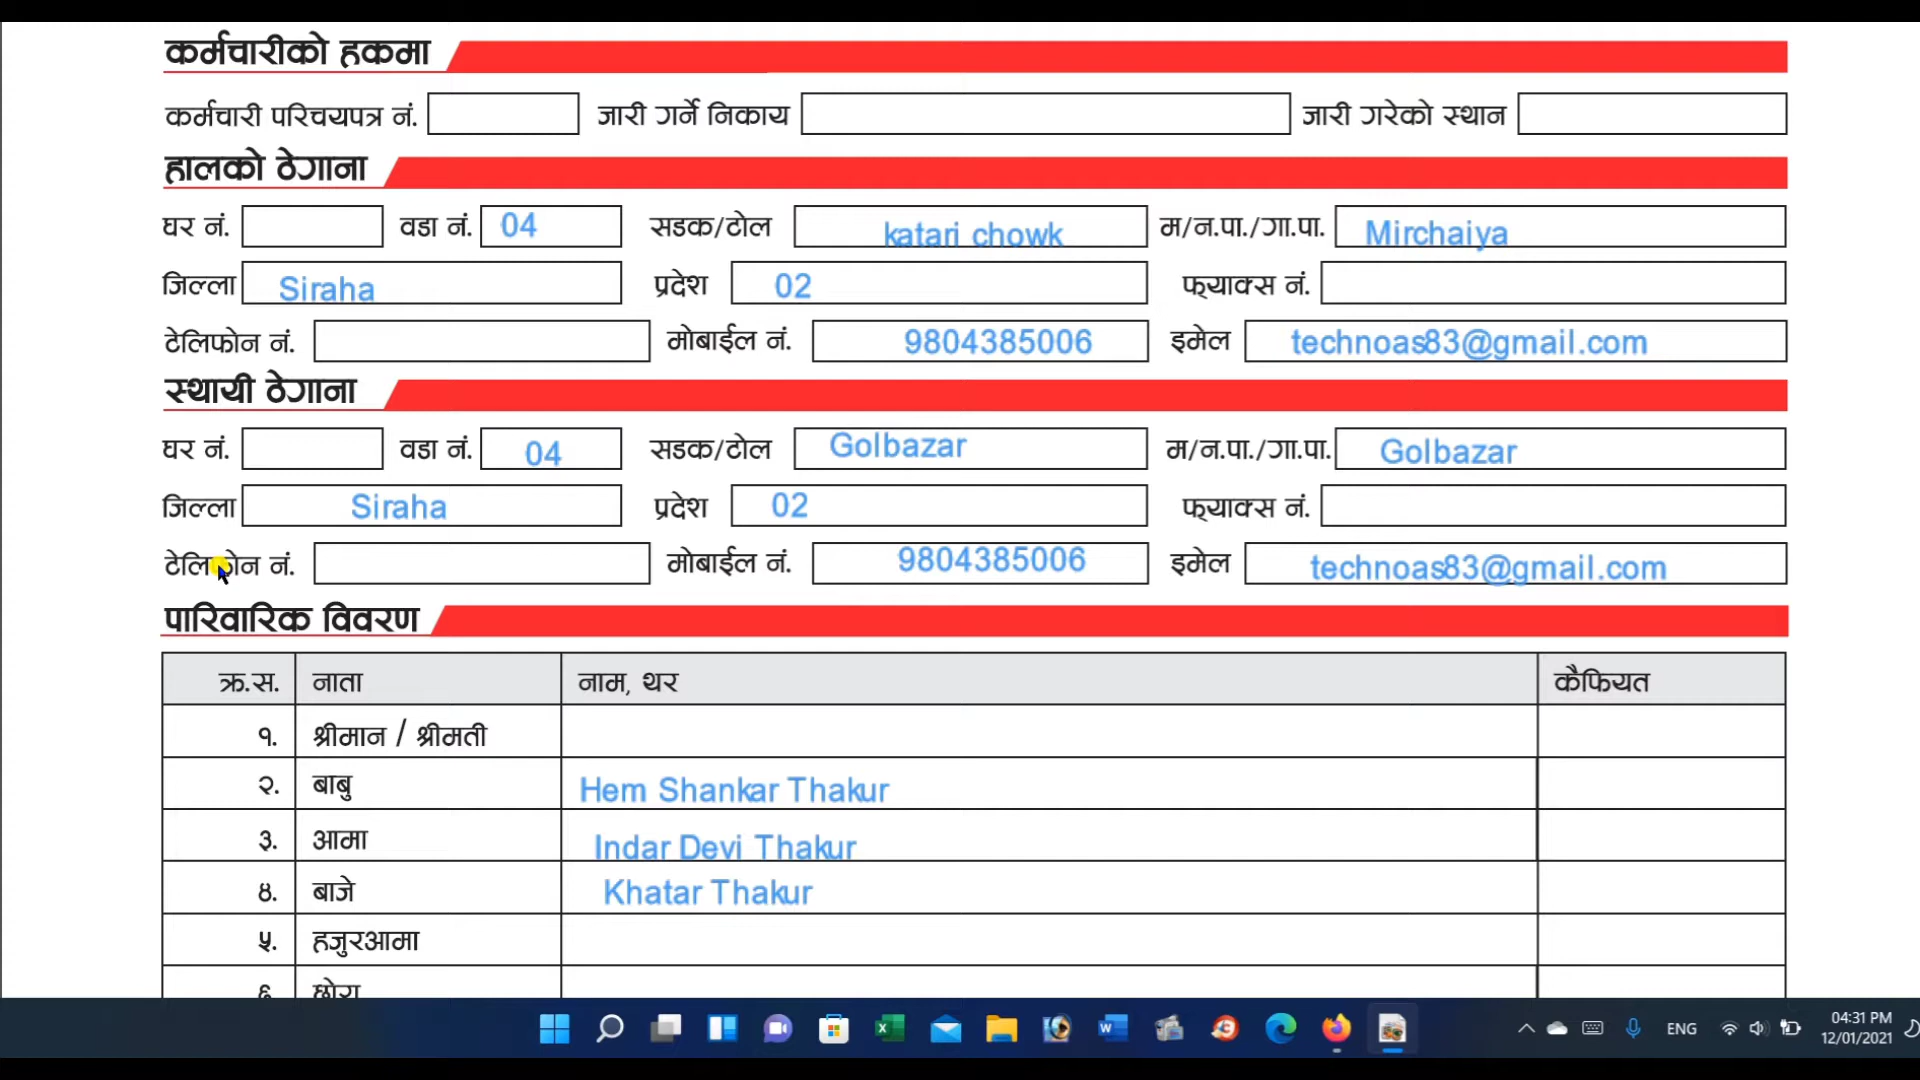 कर्मचारीको हकमा
कर्मचारी परिचयपत्र नं. जारी गर्ने निकाय जारी गरेको स्थान
हालको ठेगाना
घर नं. वडा नं. 04 सडक/टोल katari chowk म/न.पा./गा.पा. Mirchaiya
जिल्ला Siraha प्रदेश 02 फ्याक्स नं.
टेलिफोन नं. मोबाईल नं. 9804385006 इमेल technoas83@gmail.com
स्थायी ठेगाना
घर नं. वडा नं. 04 सडक/टोल Golbazar म/न.पा./गा.पा. Golbazar
जिल्ला Siraha प्रदेश 02 फ्याक्स नं.
टेलिफोन नं. मोबाईल नं. 9804385006 इमेल technoas83@gmail.com
पारिवारिक विवरण
क्र.स. नाता नाम, थर कैफियत
१. श्रीमान / श्रीमती
२. बाबु Hem Shankar Thakur
३. आमा Indar Devi Thakur
४. बाजे Khatar Thakur
५. हजुरआमा
६ छोरा
ENG 04:31 PM
12/01/2021